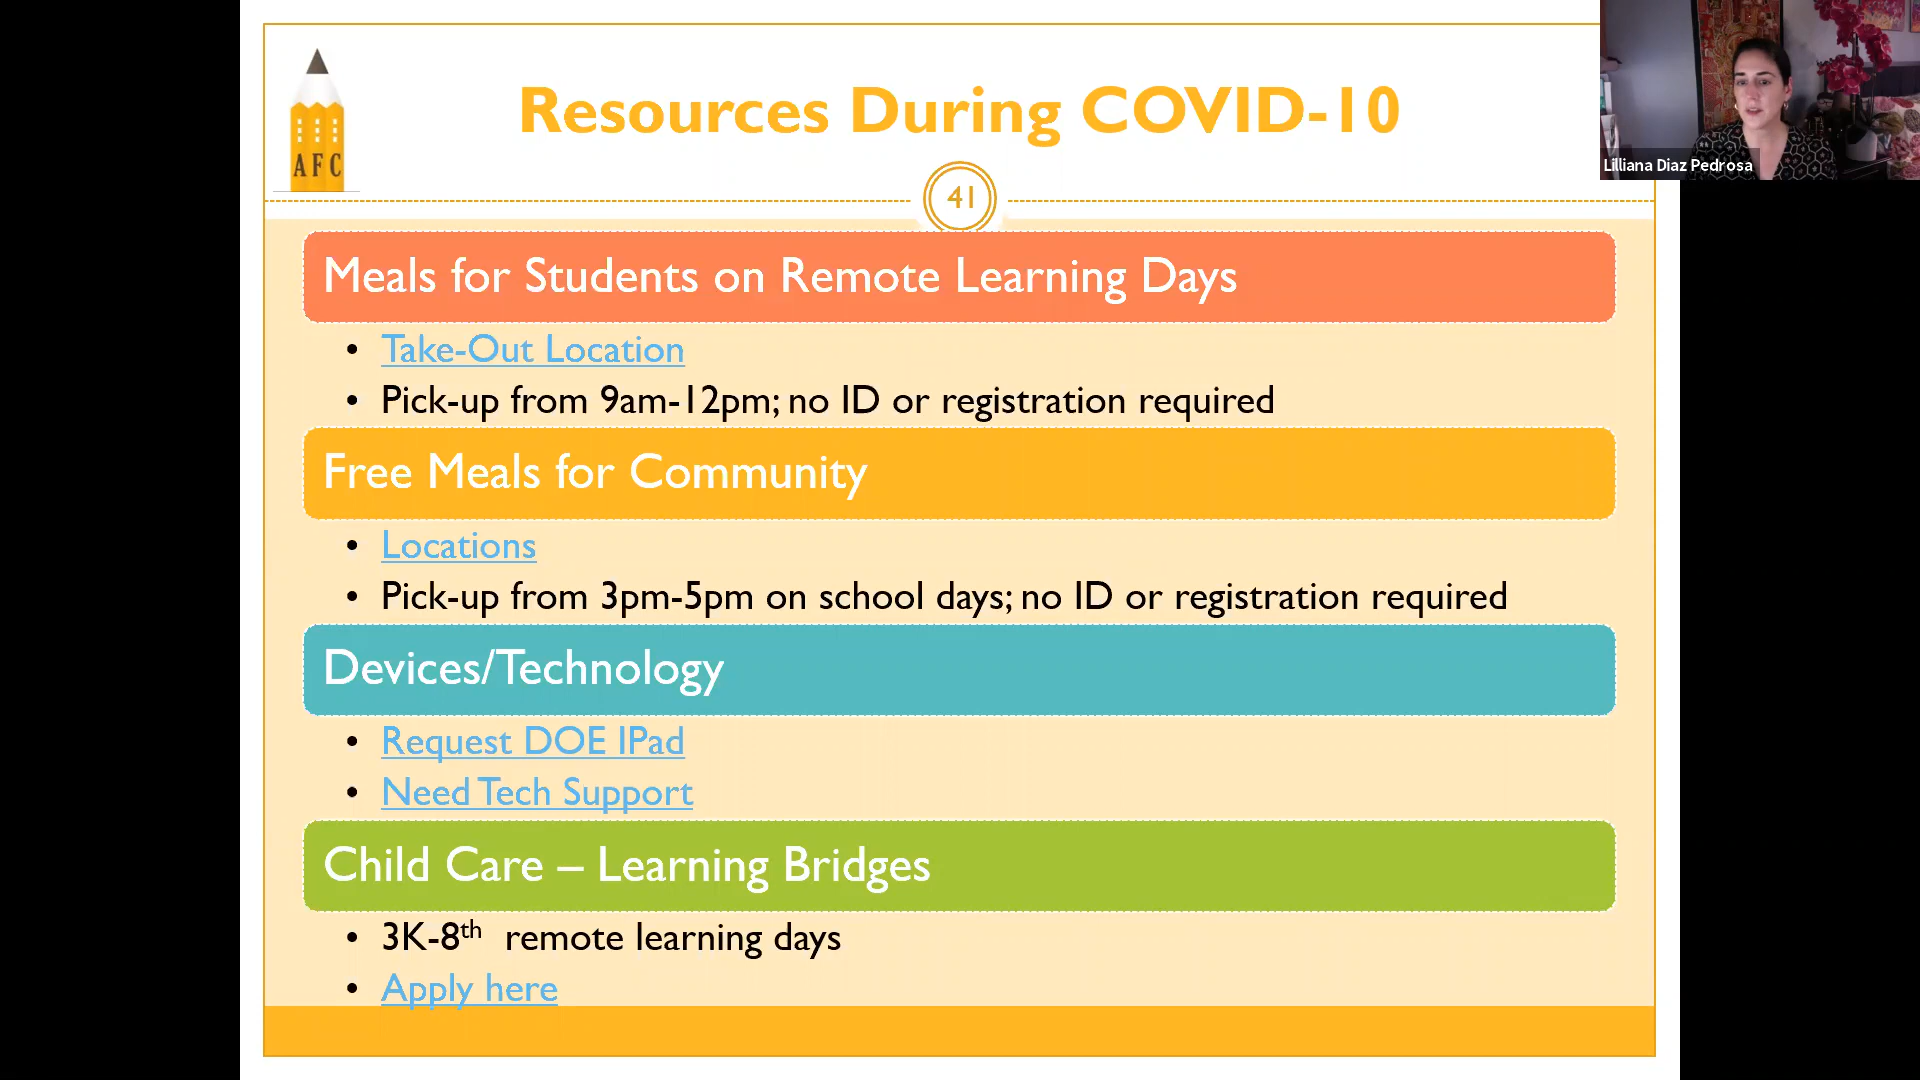 AFC
Resources During COVID-10
41
Lilliana Diaz Pedrosa
Meals for Students on Remote Learning Days
• Take-Out Location
• Pick-up from 9am-12pm; no ID or registration required
Free Meals for Community
• Locations
• Pick-up from 3pm-5pm on school days; no ID or registration required
Devices/Technology
• Request DOE IPad
• Need Tech Support
Child Care – Learning Bridges
• 3K-8th remote learning days
• Apply here